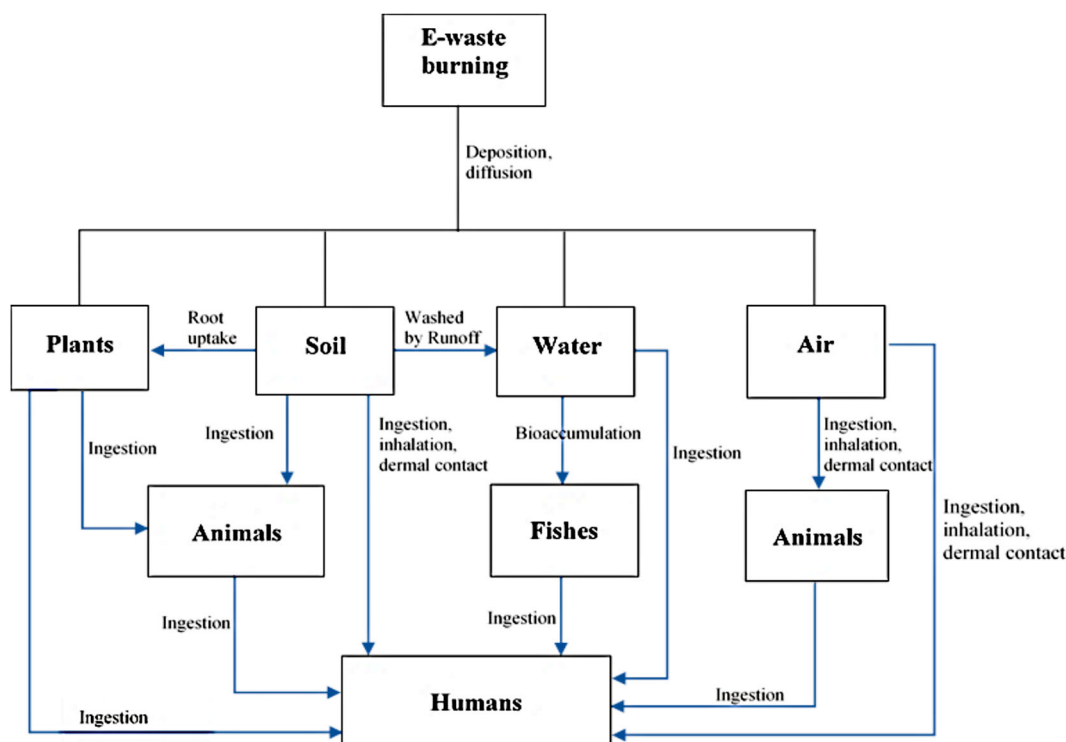 E-waste
burning
Deposition,
diffusion
Plants
Root
uptake
Soil
Washed
by Runoff
Water
Air
Ingestion
Ingestion
Ingestion,
inhalation,
dermal contact
Bioaccumulation
Ingestion
Ingestion,
inhalation,
dermal contact
Ingestion,
inhalation,
dermal contact
Animals
Fishes
Animals
Ingestion
Ingestion
Ingestion
Ingestion
Humans